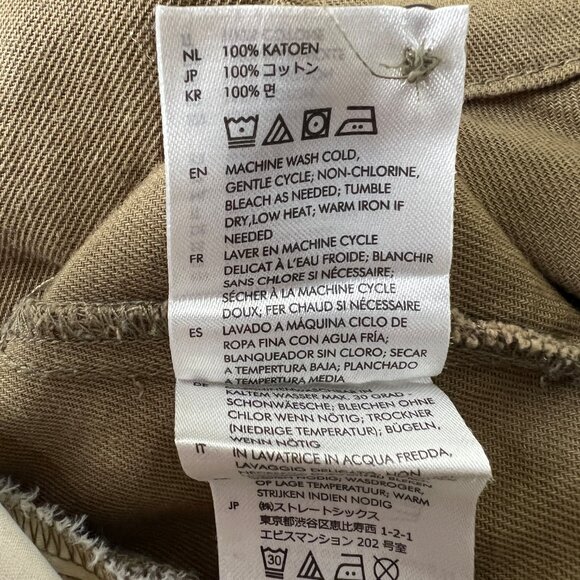 NL 100% KATOEN
JP 100% コットン
KR 100% 면
EN MACHINE WASH COLD,
GENTLE CYCLE; NON-CHLORINE,
BLEACH AS NEEDED; TUMBLE
DRY,LOW HEAT; WARM IRON IF
NEEDED
FR LAVER EN MACHINE CYCLE
DELICAT À L'EAU FROIDE; BLANCHIR
SANS CHLORE SI NÉCESSAIRE;
SÉCHER À LA MACHINE CYCLE
DOUX; FER CHAUD SI NÉCESSAIRE
ES LAVADO A MÁQUINA CICLO DE
ROPA FINA CON AGUA FRÍA;
BLANQUEADOR SIN CLORO; SECAR
A TEMPERTURA BAJA; PLANCHADO
A TEMPERTURA MEDIA
KALTEM WASSER MAX. 30 GRAD
SCHONWÄESCHE; BLEICHEN OHNE
CHLOR WENN NÖTIG; TROCKNER
(NIEDRIGE TEMPERATUR); BÜGELN,
WENN NÖTIG
IT IN LAVATRICE IN ACQUA FREDDA,
LAVAGGIO
INDIEN NODIG; WASDROGER,
OP LAGE TEMPERATUUR; WARM
STRIJKEN INDIEN NODIG
JP ㈱ストレートシックス
東京都渋谷区恵比寿西 1-2-1
エビスマンション 202 号室
30